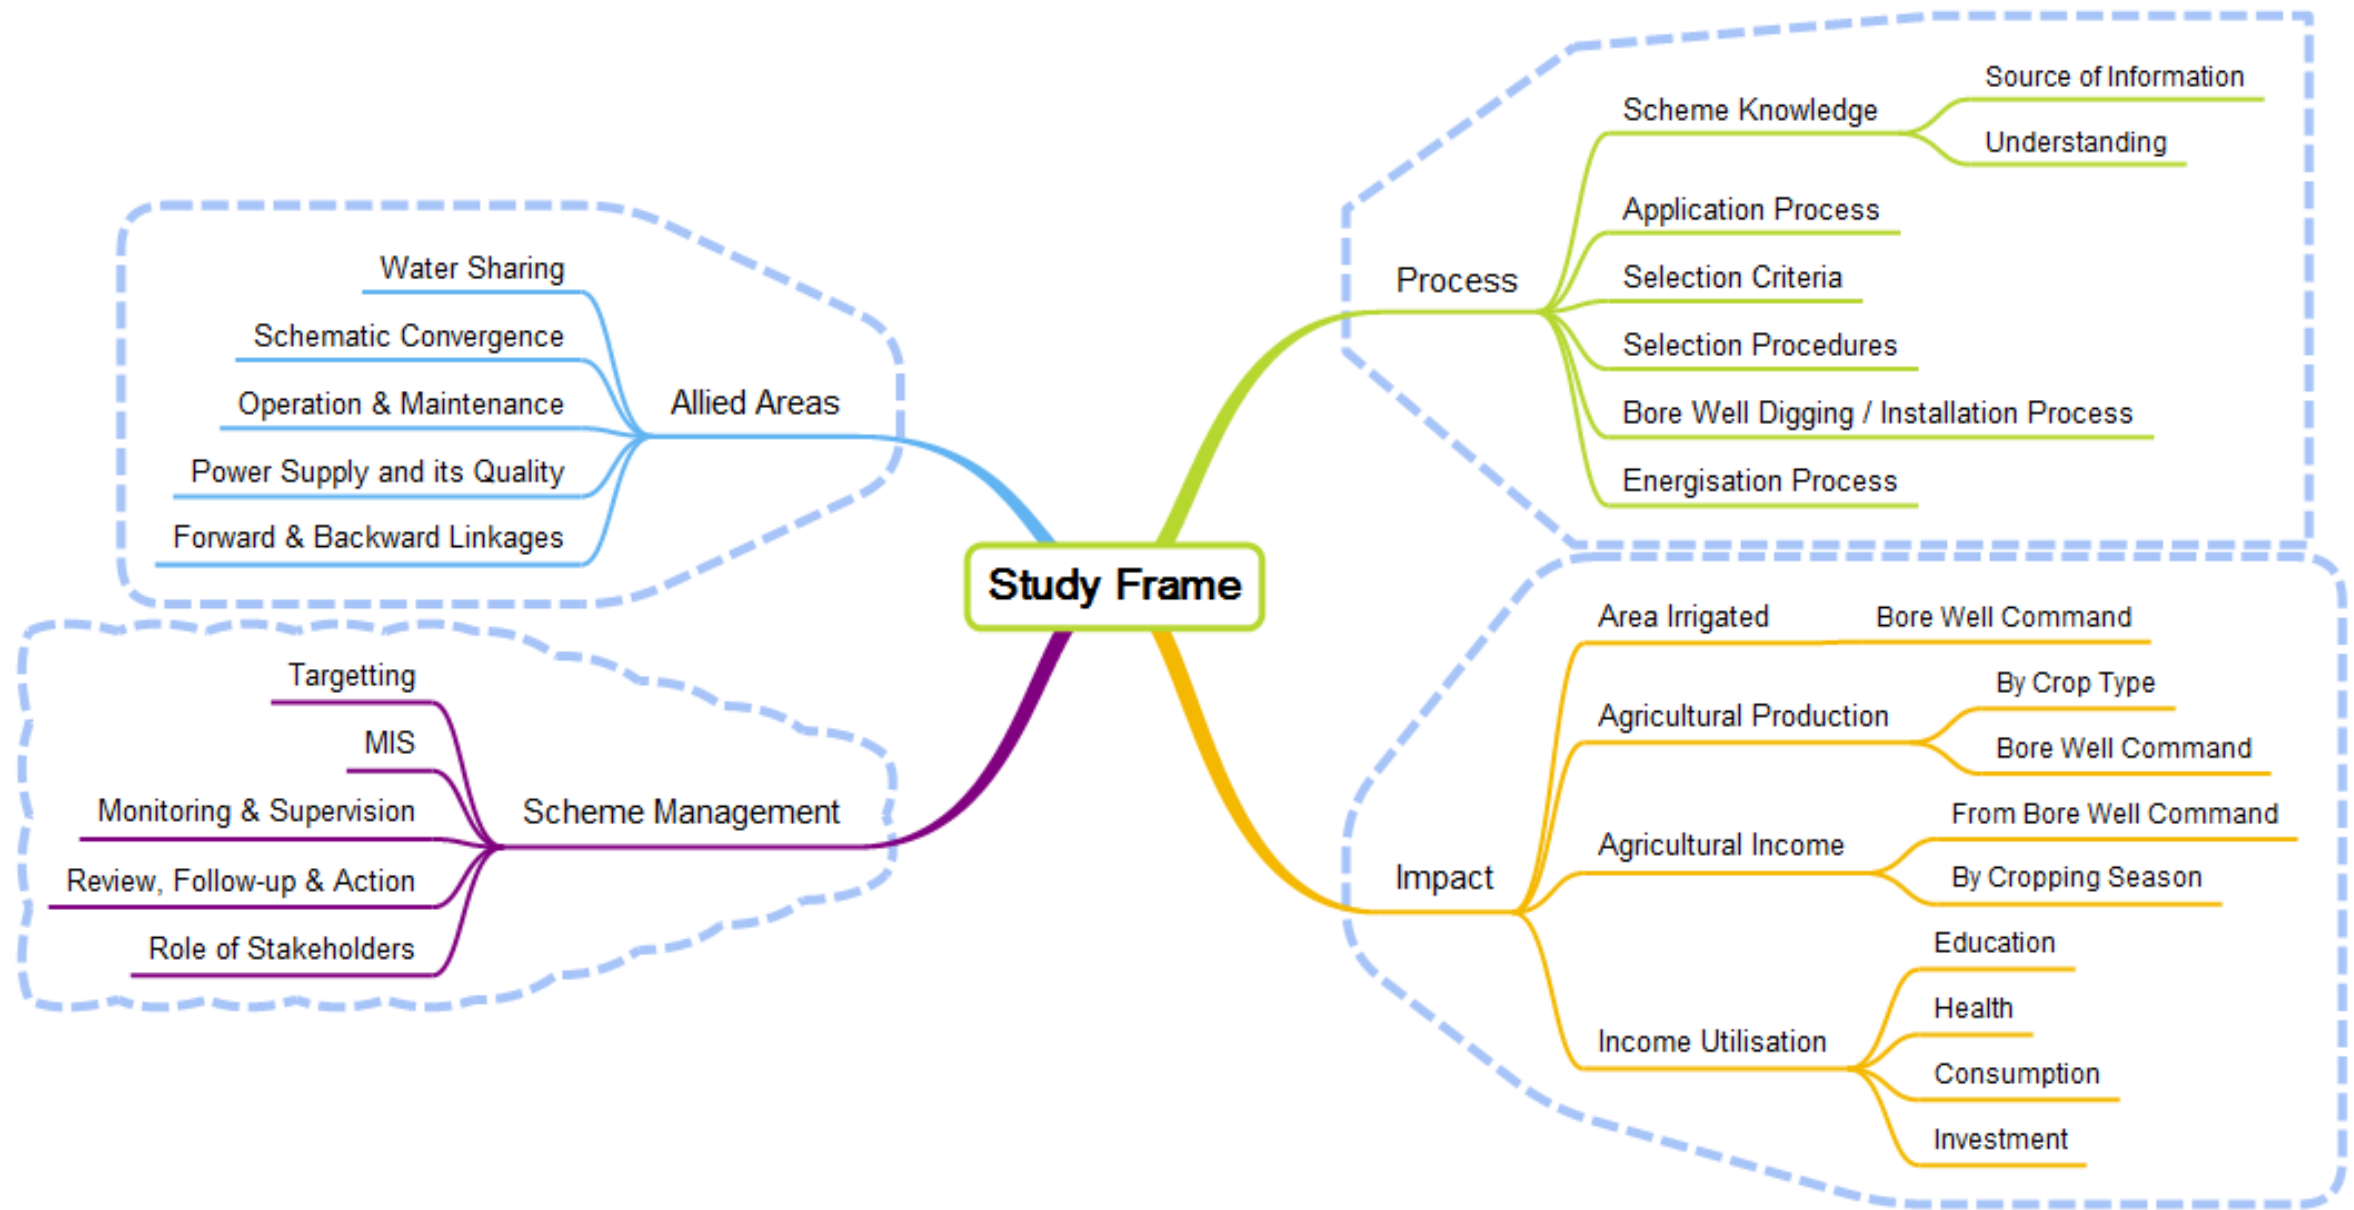 Study Frame
Process
Scheme Knowledge
Source of Information
Understanding
Application Process
Selection Criteria
Selection Procedures
Bore Well Digging / Installation Process
Energisation Process
Impact
Area Irrigated
Bore Well Command
Agricultural Production
By Crop Type
Bore Well Command
Agricultural Income
From Bore Well Command
By Cropping Season
Income Utilisation
Education
Health
Consumption
Investment
Allied Areas
Water Sharing
Schematic Convergence
Operation & Maintenance
Power Supply and its Quality
Forward & Backward Linkages
Scheme Management
Targetting
MIS
Monitoring & Supervision
Review, Follow-up & Action
Role of Stakeholders